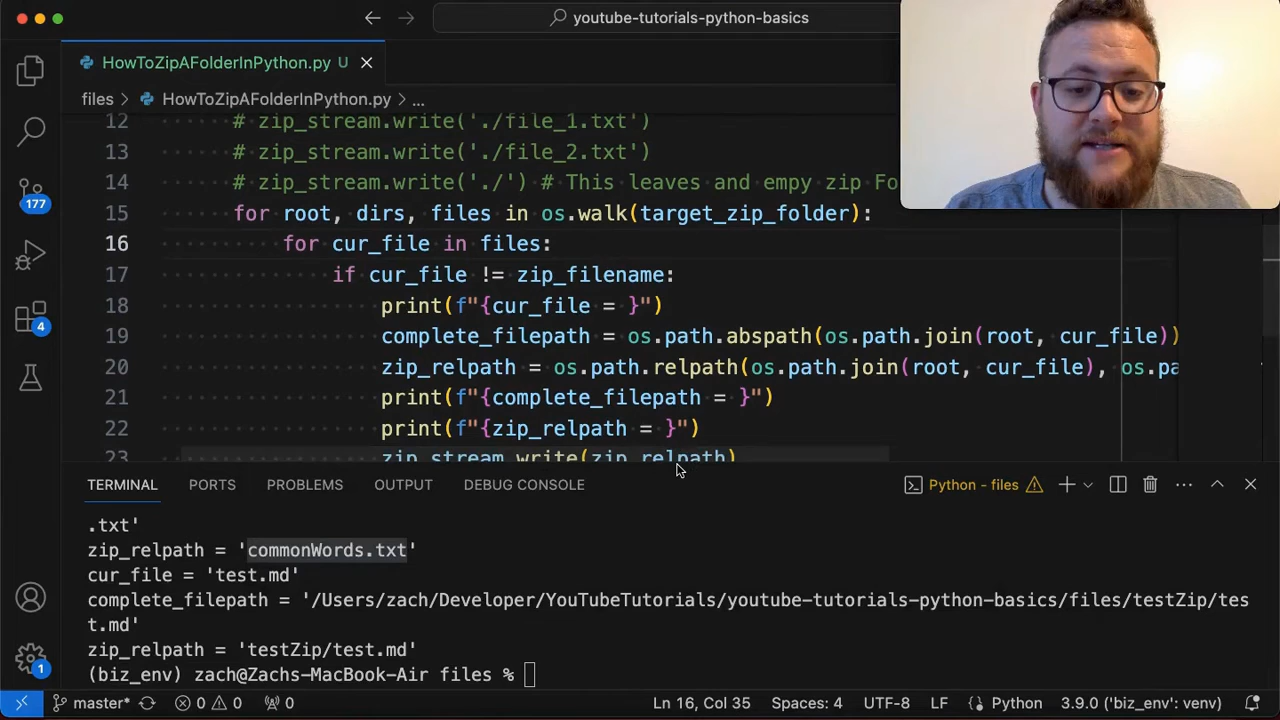 youtube-tutorials-python-basics
HowToZipAFolderInPython.py U
files > HowToZipAFolderInPython.py > ...
12 # zip_stream.write('./file_1.txt')
13 # zip_stream.write('./file_2.txt')
14 # zip_stream.write('./') # This leaves and empy zip Fo
15 for root, dirs, files in os.walk(target_zip_folder):
16 for cur_file in files:
17 if cur_file != zip_filename:
18 print(f"{cur_file = }")
19 complete_filepath = os.path.abspath(os.path.join(root, cur_file))
20 zip_relpath = os.path.relpath(os.path.join(root, cur_file), os.pa
21 print(f"{complete_filepath = }")
22 print(f"{zip_relpath = }")
23 zip_stream.write(zip_relpath)
177
4
1
TERMINAL PORTS PROBLEMS OUTPUT DEBUG CONSOLE Python - files
.txt'
zip_relpath = 'commonWords.txt'
cur_file = 'test.md'
complete_filepath = '/Users/zach/Developer/YouTubeTutorials/youtube-tutorials-python-basics/files/testZip/tes
t.md'
zip_relpath = 'testZip/test.md'
(biz_env) zach@Zachs-MacBook-Air files %
master* 0 0 0 Ln 16, Col 35 Spaces: 4 UTF-8 LF Python 3.9.0 ('biz_env': venv)